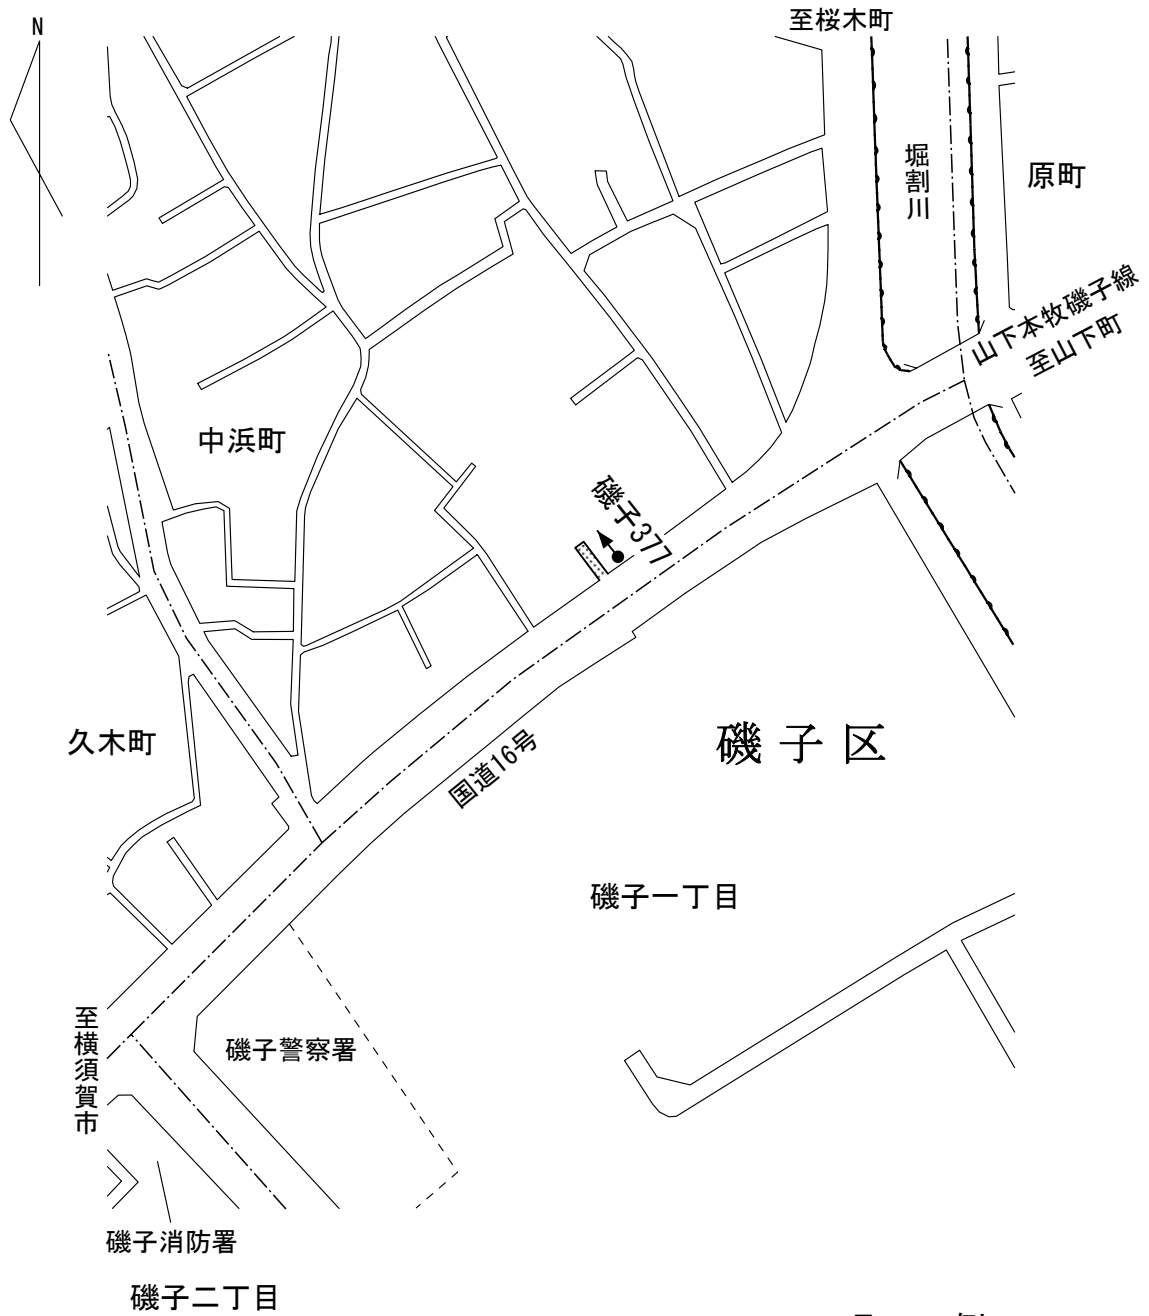 N
至桜木町
堀割川
原町
山下本牧磯子線
至山下町
中浜町
磯子377
久木町
磯子区
国道16号
磯子一丁目
至横須賀市
磯子警察署
磯子消防署
磯子二丁目